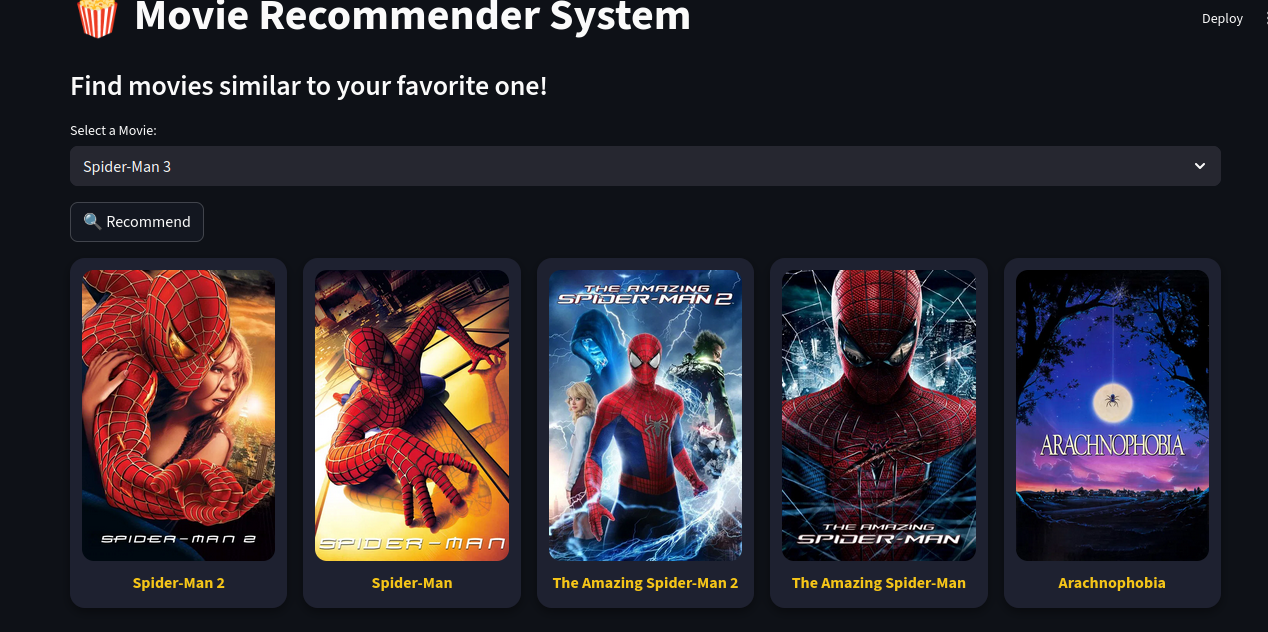 Movie Recommender System
Deploy
Find movies similar to your favorite one!
Select a Movie:
Spider-Man 3
Recommend
SPIDER-MAN 2
SPIDER-MAN
THE AMAZING
SPIDER-MAN 2
THE AMAZING
SPIDER-MAN
ARACHNOPHOBIA
Spider-Man 2
Spider-Man
The Amazing Spider-Man 2
The Amazing Spider-Man
Arachnophobia